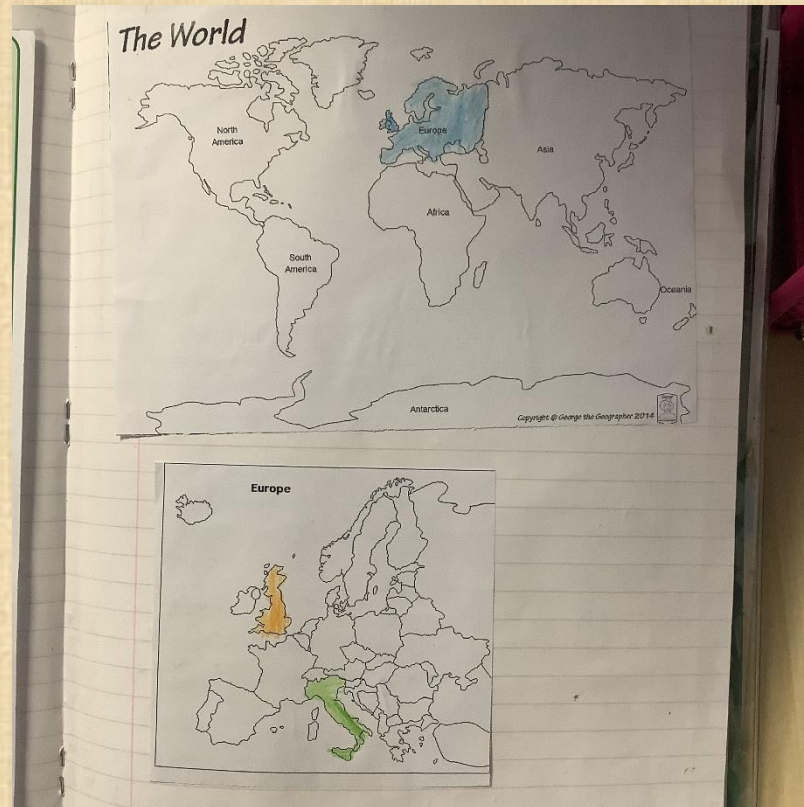 The World
North
America
Europe
Asia
Africa
South
America
Oceania
Antarctica
Copyright © George the Geographer 2014
Europe